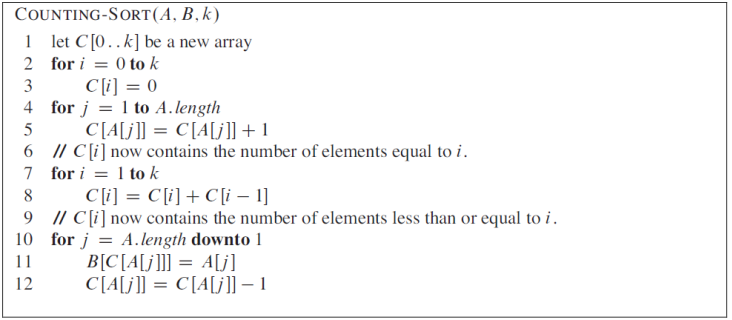 COUNTING-SORT(A, B, k)
1 let C[0..k] be a new array
2 for i = 0 to k
3 C[i] = 0
4 for j = 1 to A.length
5 C[A[j]] = C[A[j]] + 1
6 // C[i] now contains the number of elements equal to i.
7 for i = 1 to k
8 C[i] = C[i] + C[i − 1]
9 // C[i] now contains the number of elements less than or equal to i.
10 for j = A.length downto 1
11 B[C[A[j]]] = A[j]
12 C[A[j]] = C[A[j]] − 1